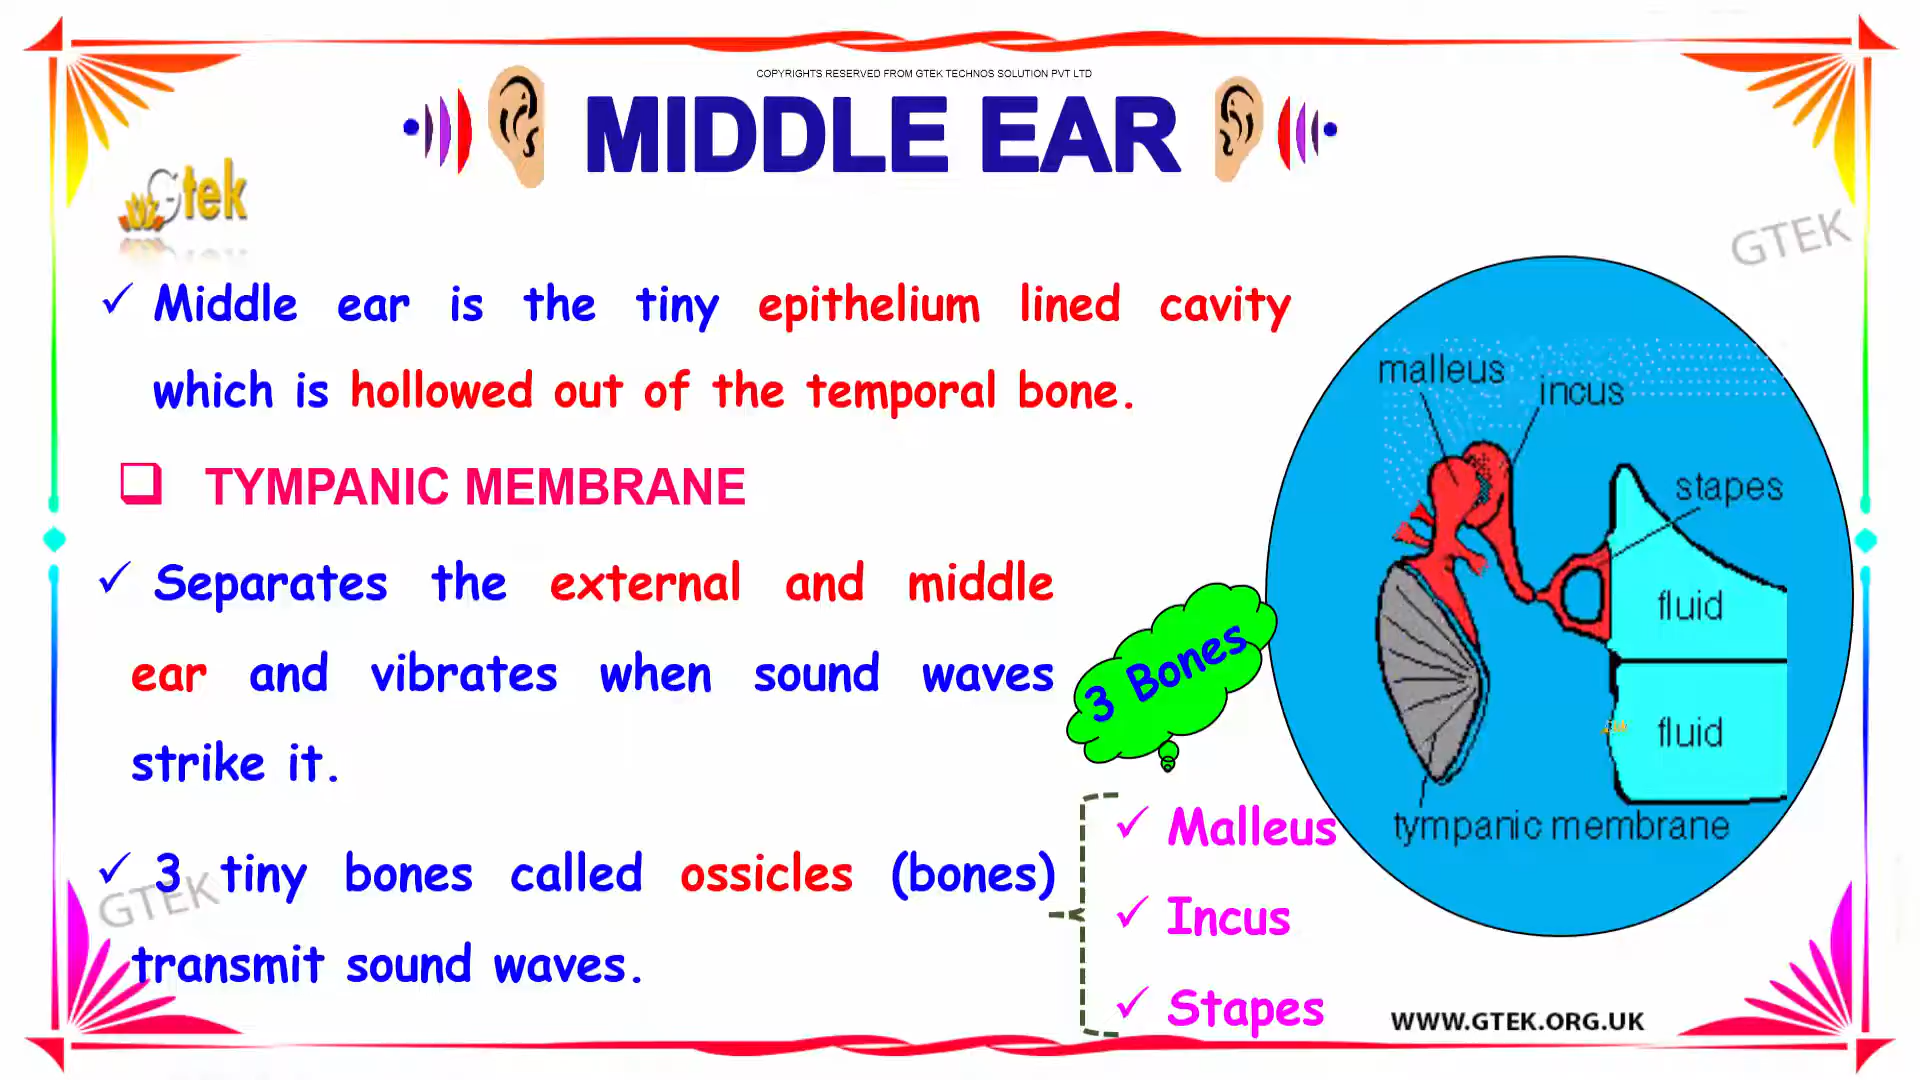 COPYRIGHTS RESERVED FROM GTEK TECHNOS SOLUTION PVT LTD
MIDDLE EAR
Gtek
GTEK
Middle ear is the tiny epithelium lined cavity
which is hollowed out of the temporal bone.
TYMPANIC MEMBRANE
Separates the external and middle
ear and vibrates when sound waves
strike it.
3 tiny bones called ossicles (bones)
transmit sound waves.
GTEK
3 Bones
Malleus
Incus
Stapes
malleus
incus
stapes
fluid
fluid
tympanic membrane
WWW.GTEK.ORG.UK